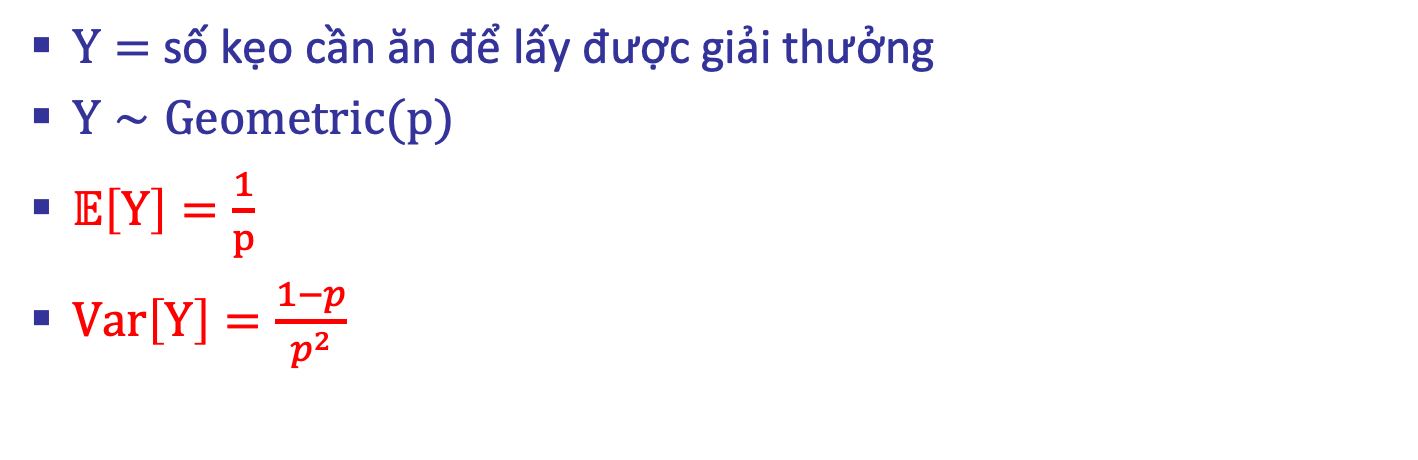 ▪ Y = số kẹo cần ăn để lấy được giải thưởng
▪ Y ~ Geometric(p)
▪ 𝔼[Y] = 1/p
▪ Var[Y] = (1−p)/p²